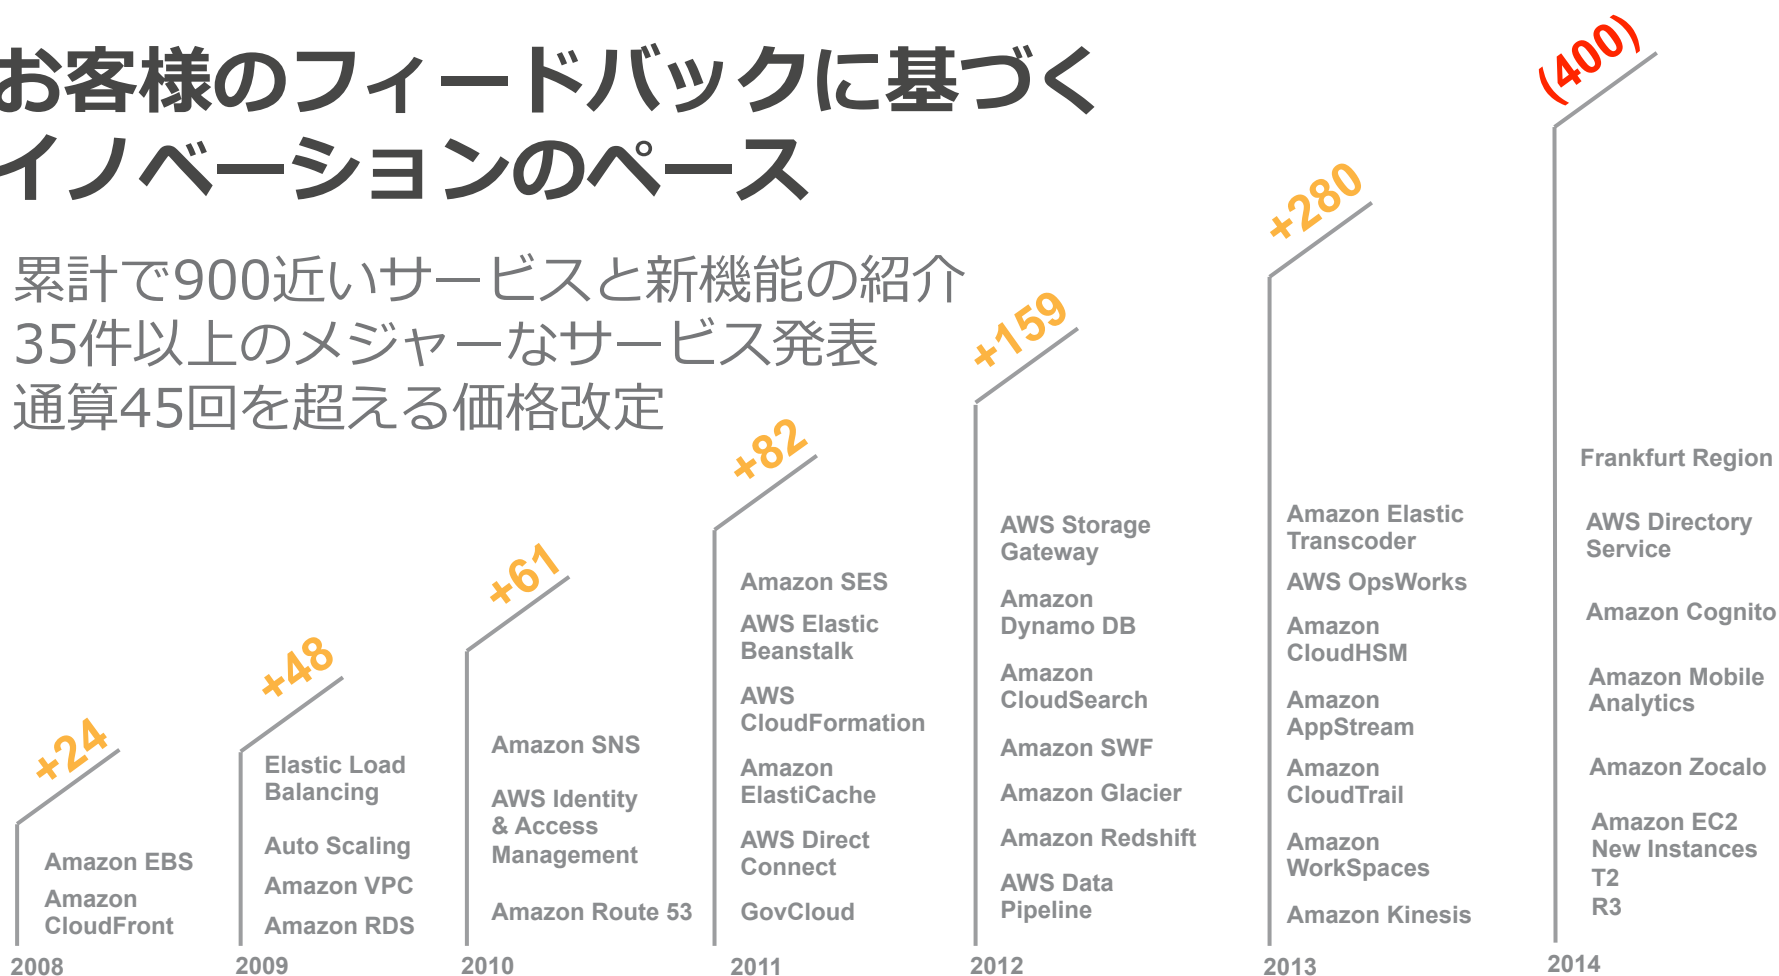 お客様のフィードバックに基づく
イノベーションのペース
累計で900近いサービスと新機能の紹介
35件以上のメジャーなサービス発表
通算45回を超える価格改定
+24
Amazon EBS
Amazon
CloudFront
2008
+48
Elastic Load
Balancing
Auto Scaling
Amazon VPC
Amazon RDS
2009
+61
Amazon SNS
AWS Identity
& Access
Management
Amazon Route 53
2010
+82
Amazon SES
AWS Elastic
Beanstalk
AWS
CloudFormation
Amazon
ElastiCache
AWS Direct
Connect
GovCloud
2011
+159
AWS Storage
Gateway
Amazon
Dynamo DB
Amazon
CloudSearch
Amazon SWF
Amazon Glacier
Amazon Redshift
AWS Data
Pipeline
2012
+280
Amazon Elastic
Transcoder
AWS OpsWorks
Amazon
CloudHSM
Amazon
AppStream
Amazon
CloudTrail
Amazon
WorkSpaces
Amazon Kinesis
2013
(400)
Frankfurt Region
AWS Directory
Service
Amazon Cognito
Amazon Mobile
Analytics
Amazon Zocalo
Amazon EC2
New Instances
T2
R3
2014